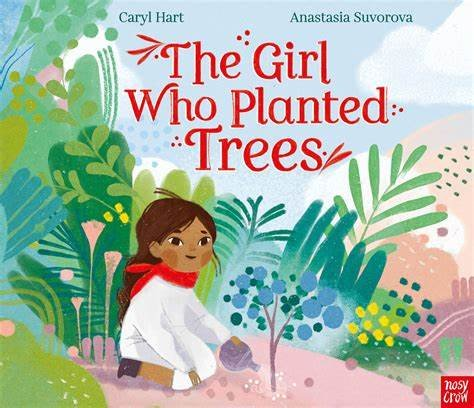 Caryl Hart Anastasia Suvorova
The Girl
Who Planted
Trees
nosy
crow